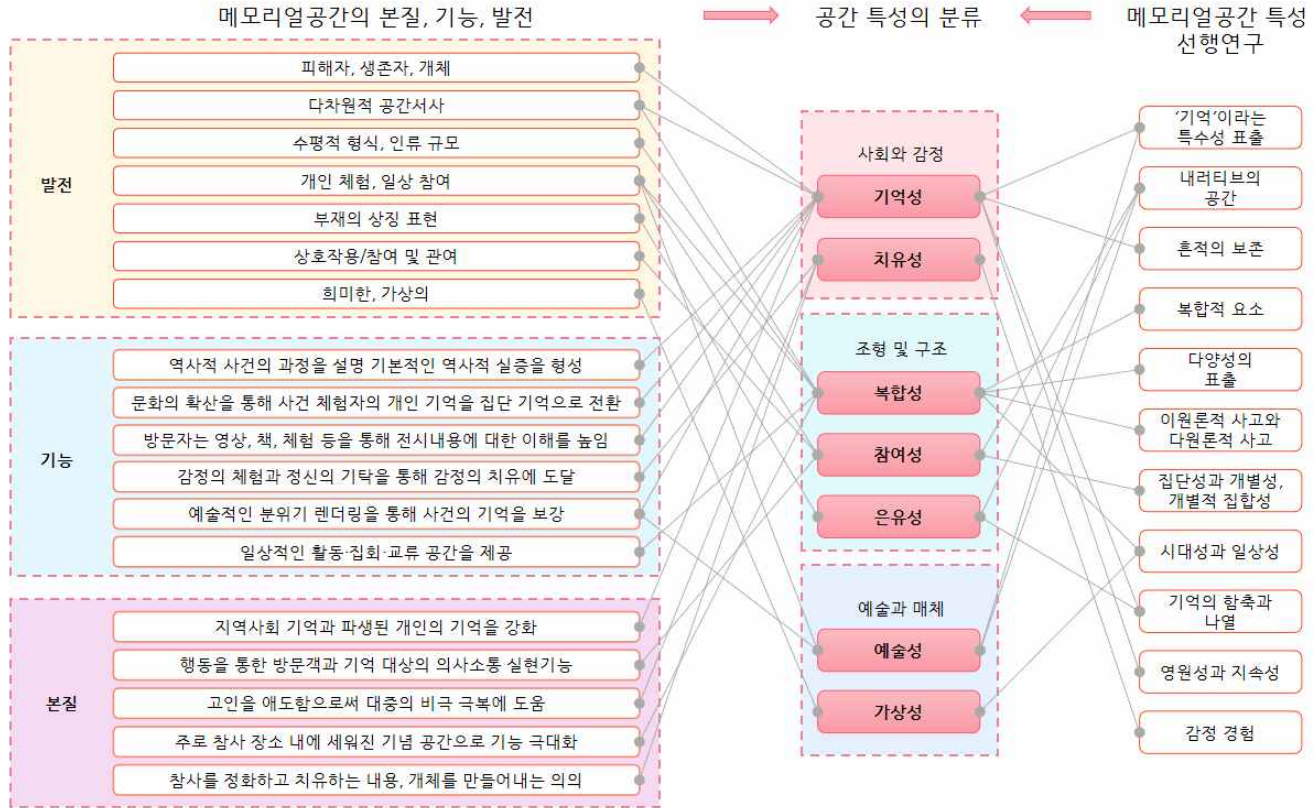 메모리얼공간의 본질, 기능, 발전
공간 특성의 분류
메모리얼공간 특성
선행연구
발전
피해자, 생존자, 개체
다차원적 공간서사
수평적 형식, 인류 규모
개인 체험, 일상 참여
부재의 상징 표현
상호작용/참여 및 관여
희미한, 가상의
기능
역사적 사건의 과정을 설명 기본적인 역사적 실증을 형성
문화의 확산을 통해 사건 체험자의 개인 기억을 집단 기억으로 전환
방문자는 영상, 책, 체험 등을 통해 전시내용에 대한 이해를 높임
감정의 체험과 정신의 기탁을 통해 감정의 치유에 도달
예술적인 분위기 렌더링을 통해 사건의 기억을 보강
일상적인 활동·집회·교류 공간을 제공
본질
지역사회 기억과 파생된 개인의 기억을 강화
행동을 통한 방문객과 기억 대상의 의사소통 실현기능
고인을 애도함으로써 대중의 비극 극복에 도움
주로 참사 장소 내에 세워진 기념 공간으로 기능 극대화
참사를 정화하고 치유하는 내용, 개체를 만들어내는 의의
사회와 감정
기억성
치유성
조형 및 구조
복합성
참여성
은유성
예술과 매체
예술성
가상성
‘기억’이라는
특수성 표출
내러티브의
공간
흔적의 보존
복합적 요소
다양성의
표출
이원론적 사고와
다원론적 사고
집단성과 개별성,
개별적 집합성
시대성과 일상성
기억의 함축과
나열
영원성과 지속성
감정 경험